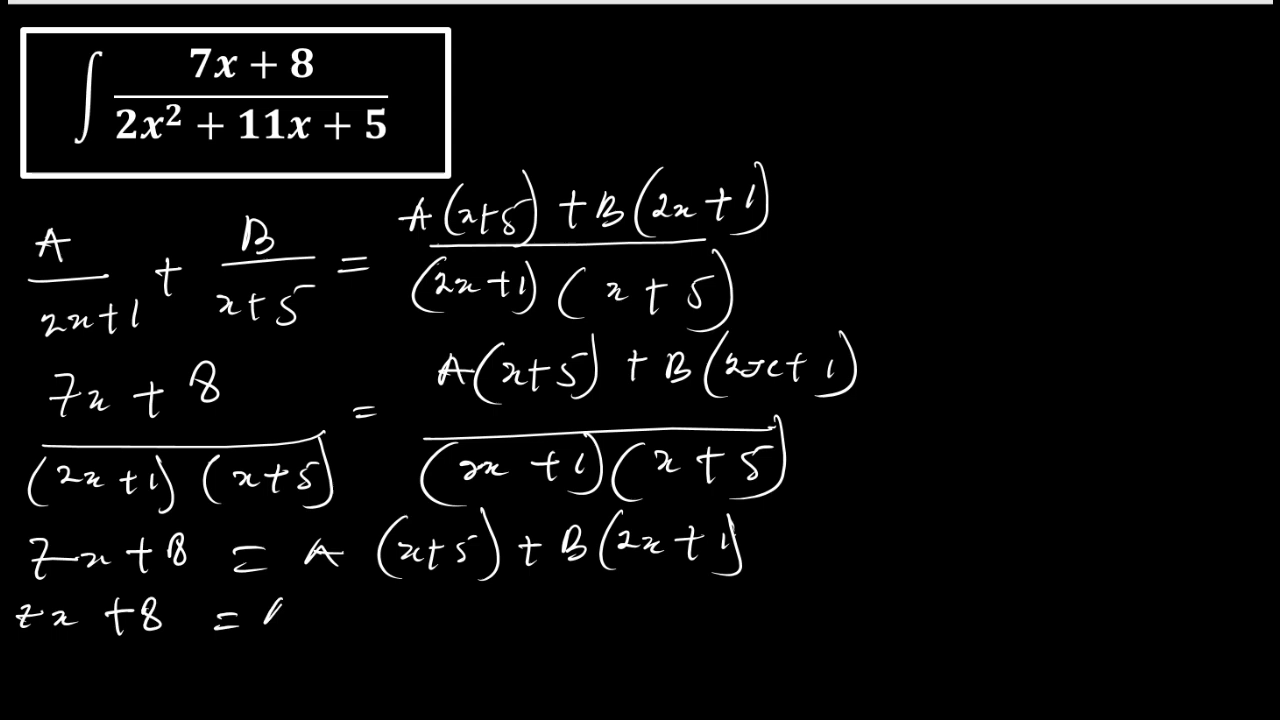 ∫ (7x + 8)/(2x² + 11x + 5)
A/(2x+1) + B/(x+5) = (A(x+5) + B(2x+1))/((2x+1)(x+5))
(7x + 8)/((2x+1)(x+5)) = (A(x+5) + B(2x+1))/((2x+1)(x+5))
7x+8 = A(x+5) + B(2x+1)
7x+8 =